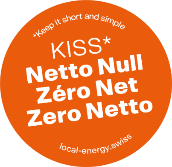 *Keep it short and simple
KISS*
Netto Null
Zéro Net
Zero Netto
local-energy.swiss